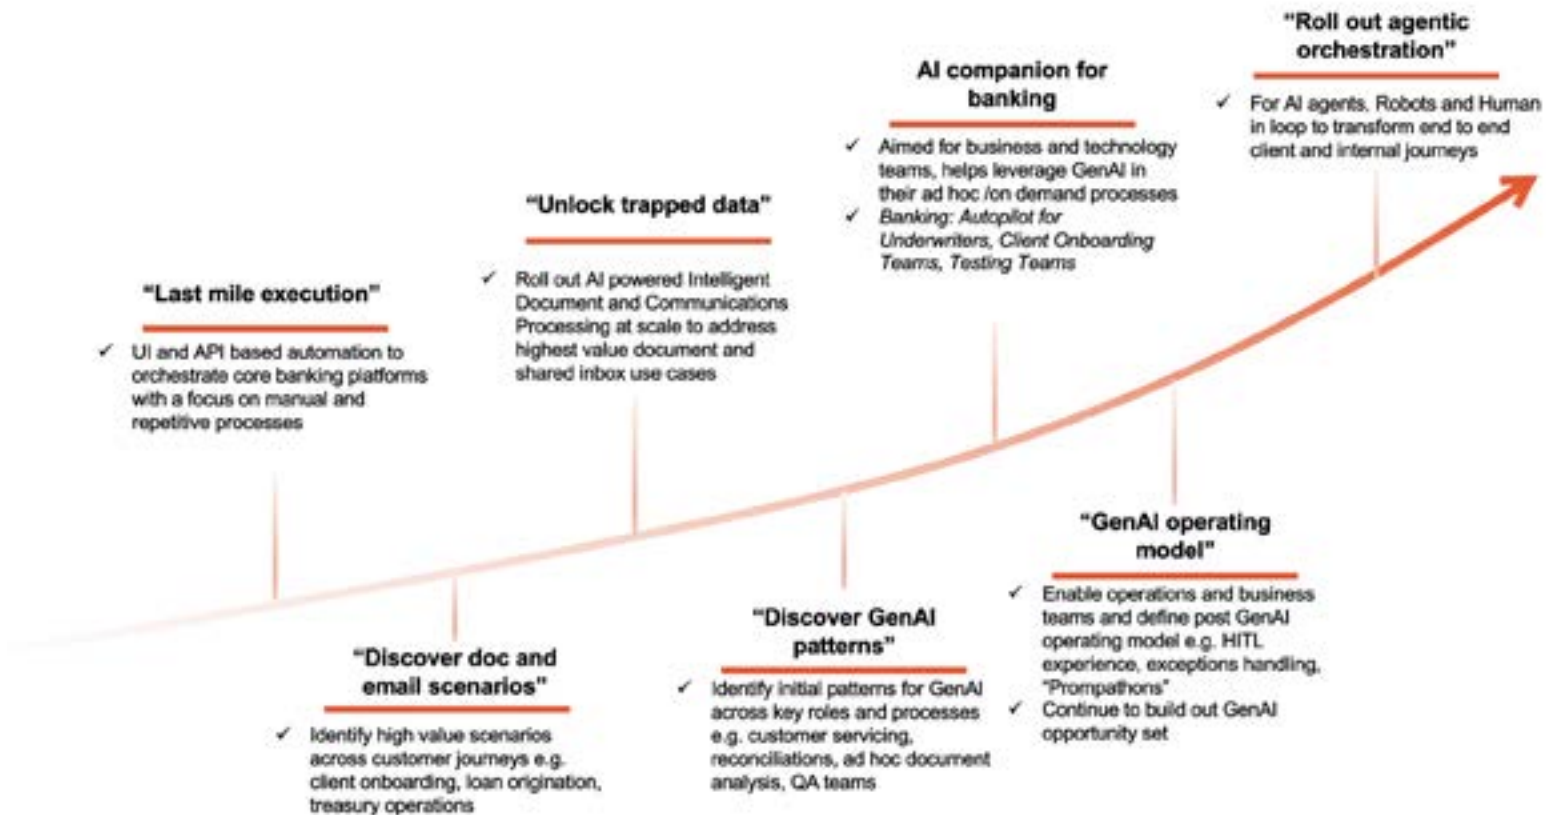 “Last mile execution”
✓ UI and API based automation to
orchestrate core banking platforms
with a focus on manual and
repetitive processes
“Discover doc and
email scenarios”
✓ Identify high value scenarios
across customer journeys e.g.
client onboarding, loan origination,
treasury operations
“Unlock trapped data”
✓ Roll out AI powered Intelligent
Document and Communications
Processing at scale to address
highest value document and
shared inbox use cases
“Discover GenAI
patterns”
✓ Identify initial patterns for GenAI
across key roles and processes
e.g. customer servicing,
reconciliations, ad hoc document
analysis, QA teams
AI companion for
banking
✓ Aimed for business and technology
teams, helps leverage GenAI in
their ad hoc /on demand processes
✓ Banking: Autopilot for
Underwriters, Client Onboarding
Teams, Testing Teams
“GenAI operating
model”
✓ Enable operations and business
teams and define post GenAI
operating model e.g. HITL
experience, exceptions handling,
“Prompathons”
✓ Continue to build out GenAI
opportunity set
“Roll out agentic
orchestration”
✓ For AI agents, Robots and Human
in loop to transform end to end
client and internal journeys